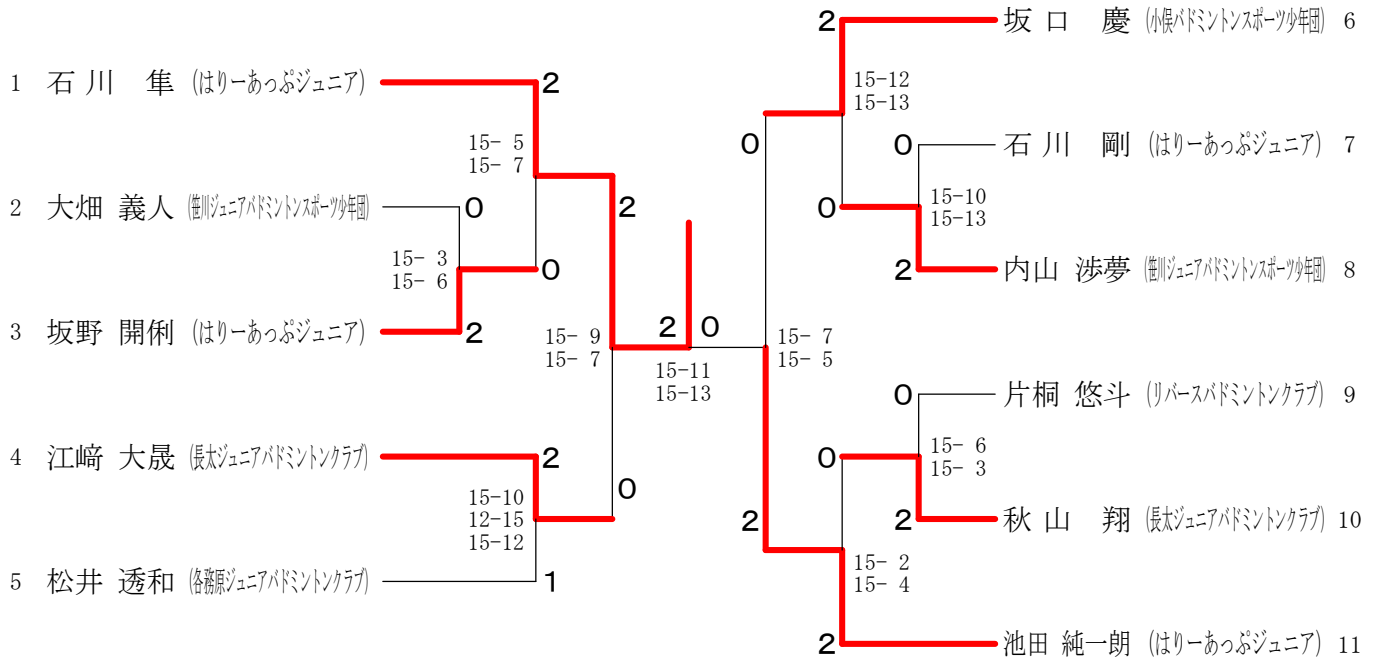 1 石川 隼 (はりーあっぷジュニア) 2
15- 5
15- 7
2 大畑 義人 (笹川ジュニアバドミントンスポーツ少年団) 0
15- 3
15- 6
0
3 坂野 開俐 (はりーあっぷジュニア) 2
2
15- 9
15- 7
4 江﨑 大晟 (長太ジュニアバドミントンクラブ) 2
15-10
12-15
15-12
0
5 松井 透和 (各務原ジュニアバドミントンクラブ) 1
2 0
15-11
15-13
2 坂口 慶 (小俣バドミントンスポーツ少年団) 6
15-12
15-13
0
0 石川 剛 (はりーあっぷジュニア) 7
15-10
15-13
0
2 内山 渉夢 (笹川ジュニアバドミントンスポーツ少年団) 8
15- 7
15- 5
0 片桐 悠斗 (リバースバドミントンクラブ) 9
15- 6
15- 3
0
2 秋山 翔 (長太ジュニアバドミントンクラブ) 10
2
15- 2
15- 4
2 池田 純一朗 (はりーあっぷジュニア) 11